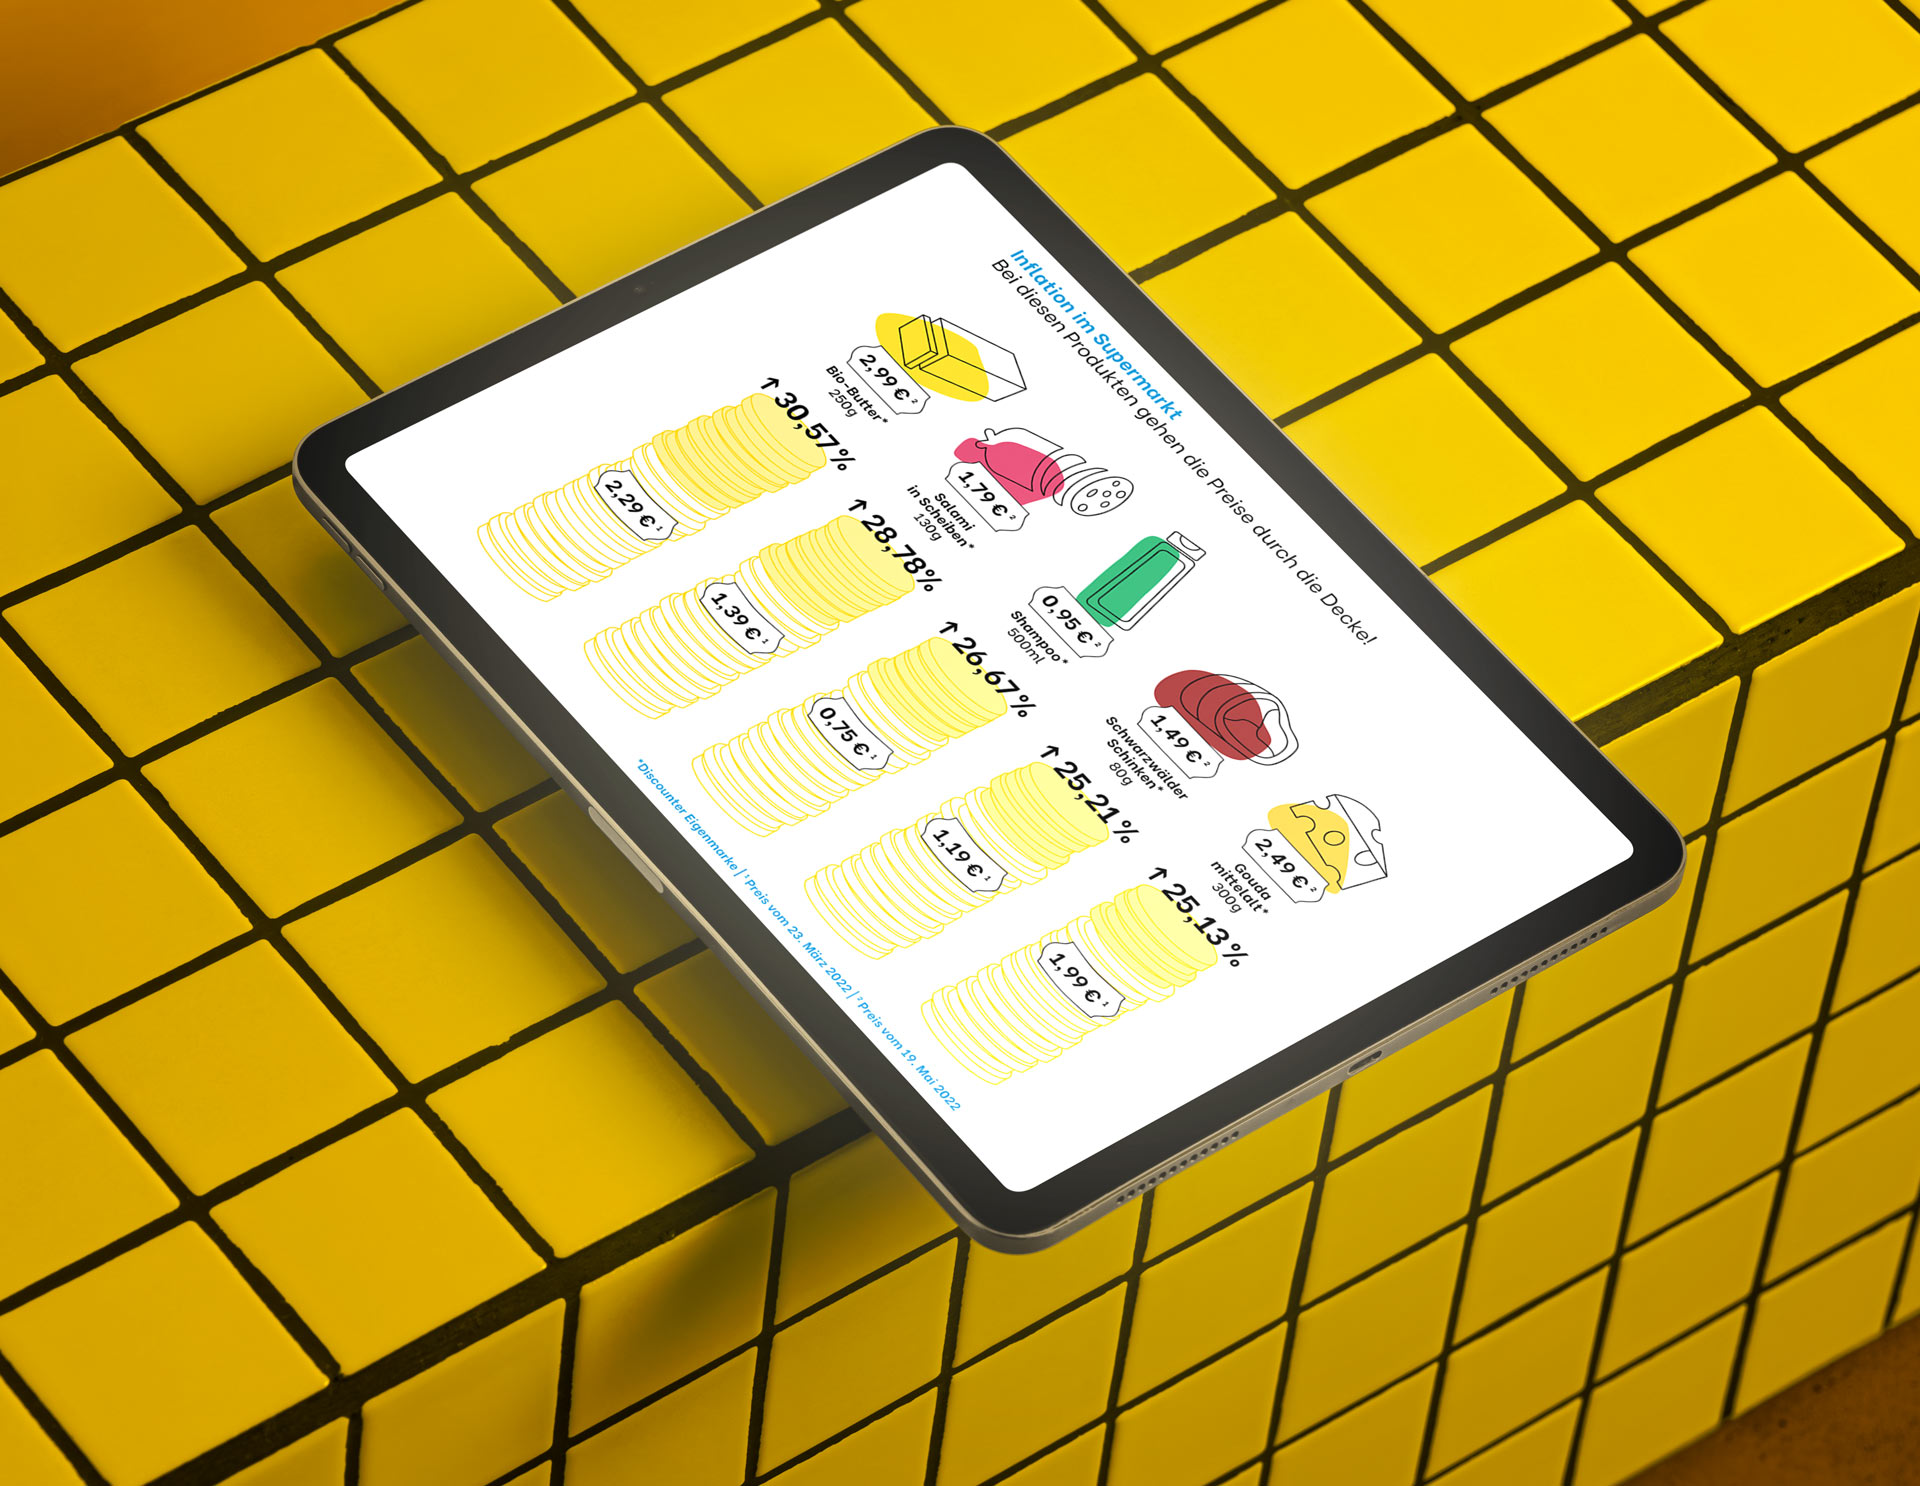 Inflation im Supermarkt
Bei diesen Produkten gehen die Preise durch die Decke!
2,99 € ²
Bio-Butter*
250g
↑30,57%
2,29 € ¹
1,79 € ²
Salami
in Scheiben*
130g
↑28,78%
1,39 € ¹
0,95 € ²
Shampoo*
500ml
↑26,67%
0,75 € ¹
1,49 € ²
Schwarzwälder
Schinken*
80g
↑25,21%
1,19 € ¹
2,49 € ²
Gouda
mittelalt*
300g
↑25,13%
1,99 € ¹
*Discounter Eigenmarke | ¹ Preis vom 23. März 2022 | ² Preis vom 19. Mai 2022